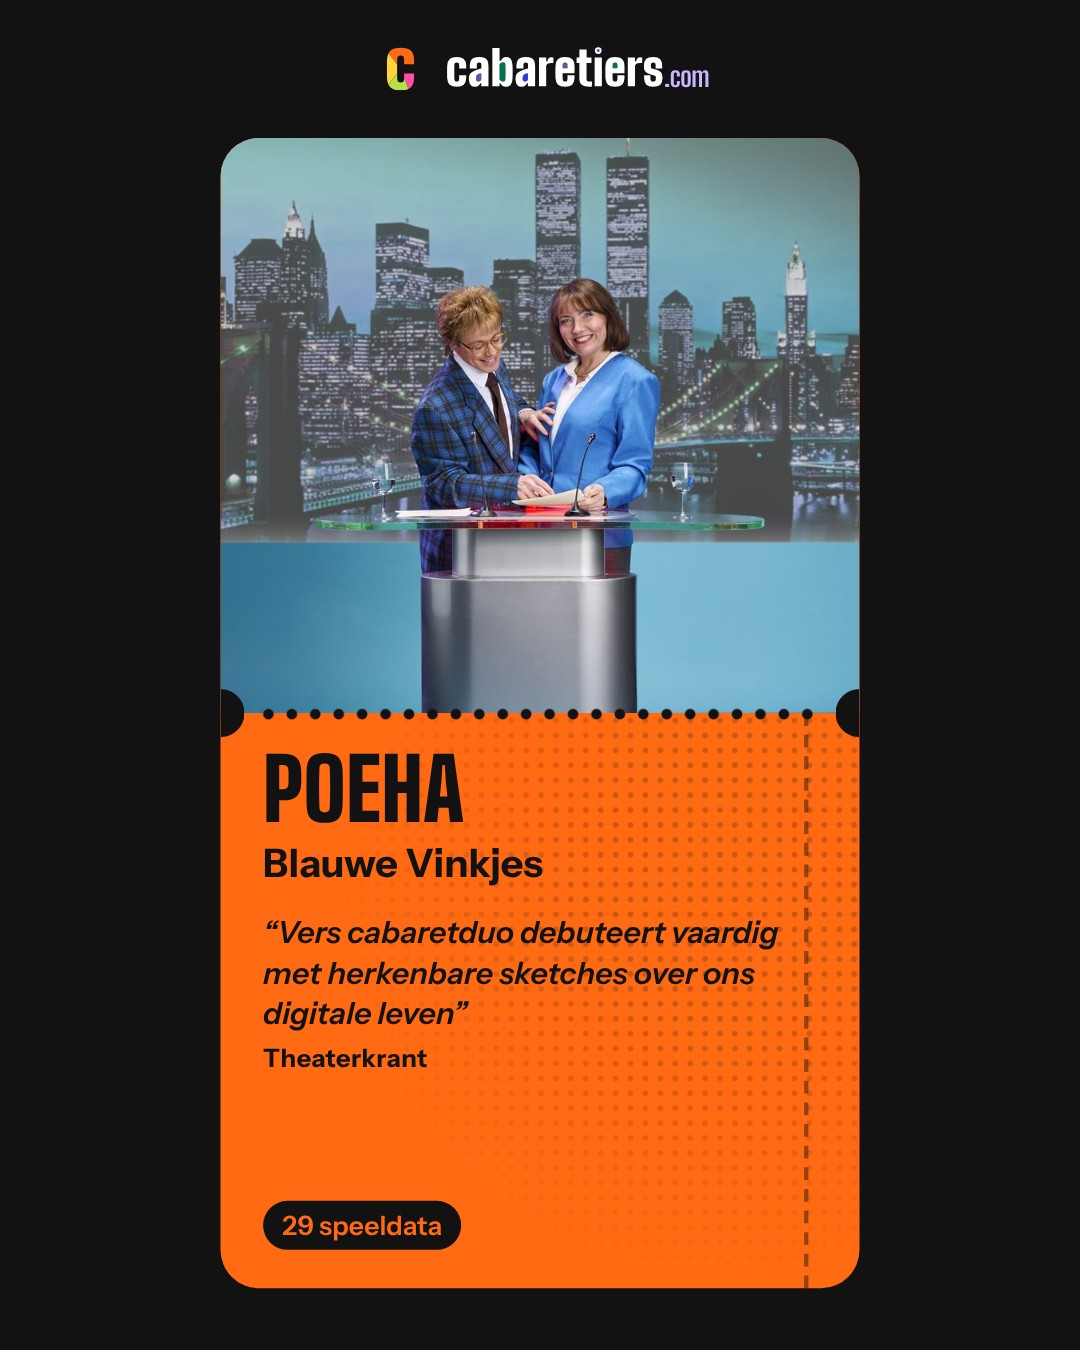 C cabaretiers.com
POEHA
Blauwe Vinkjes
“Vers cabaretduo debuteert vaardig
met herkenbare sketches over ons
digitale leven”
Theaterkrant
29 speeldata